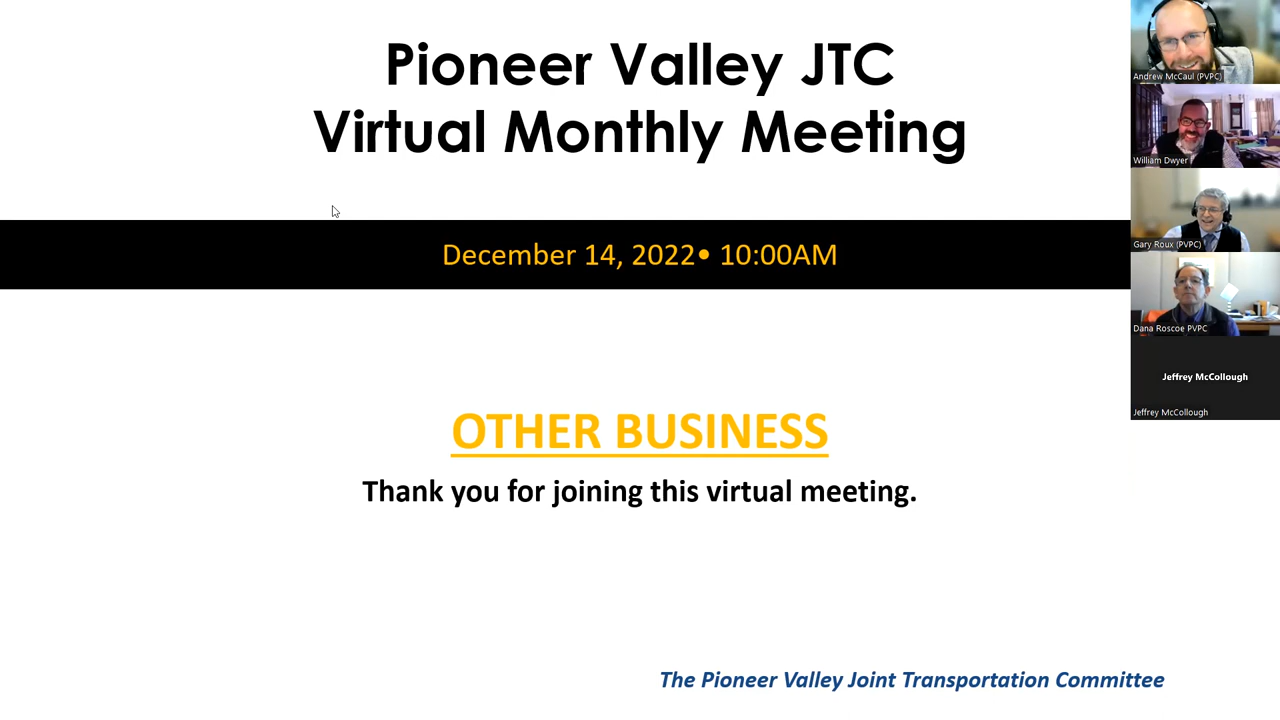 Pioneer Valley JTC
Virtual Monthly Meeting
December 14, 2022• 10:00AM
OTHER BUSINESS
Thank you for joining this virtual meeting.
The Pioneer Valley Joint Transportation Committee
Andrew McCaul (PVPC)
William Dwyer
Gary Roux (PVPC)
Dana Roscoe PVPC
Jeffrey McCollough
Jeffrey McCollough